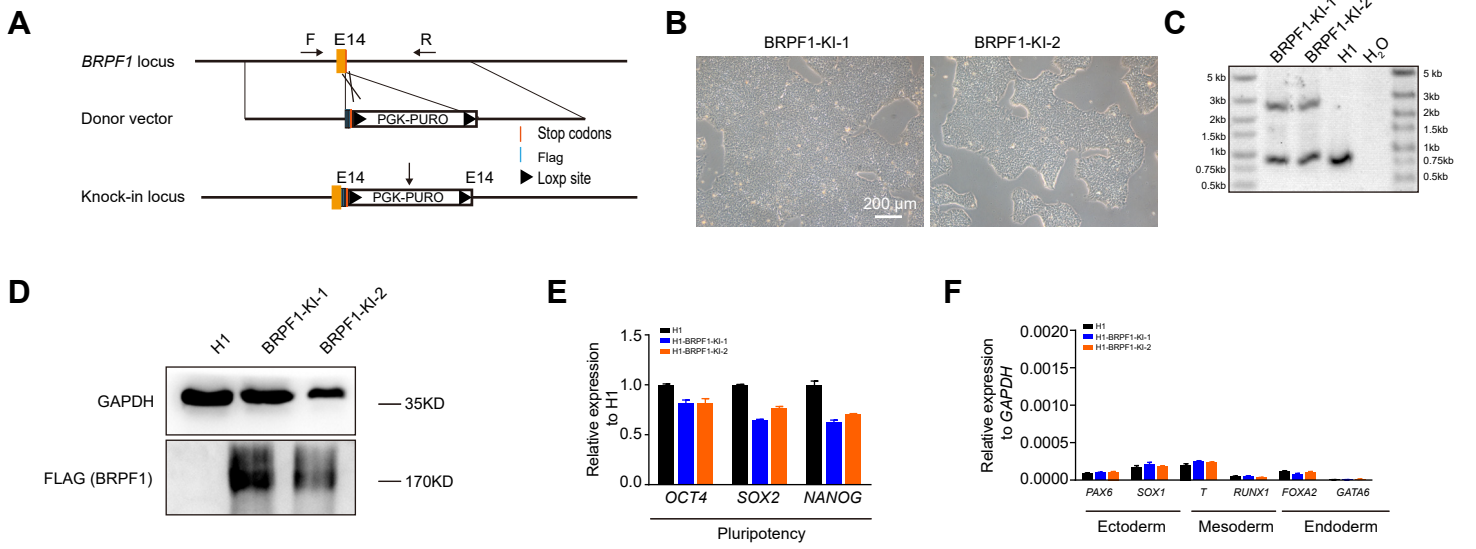 A
F
E14
R
BRPF1 locus
Donor vector
PGK-PURO
Stop codons
Flag
Loxp site
E14
E14
Knock-in locus
PGK-PURO
B
BRPF1-KI-1
BRPF1-KI-2
200 µm
C
BRPF1-KI-1
BRPF1-KI-2
H1
H₂O
5 kb
3kb
2kb
1.5kb
1kb
0.75kb
0.5kb
5 kb
3kb
2kb
1.5kb
1kb
0.75kb
0.5kb
D
H1
BRPF1-KI-1
BRPF1-KI-2
GAPDH
35KD
FLAG (BRPF1)
170KD
E
Relative expression
to H1
1.5
1.0
0.5
0.0
H1
H1-BRPF1-KI-1
H1-BRPF1-KI-2
OCT4 SOX2 NANOG
Pluripotency
F
Relative expression
to GAPDH
0.0020
0.0015
0.0010
0.0005
0.0000
H1
H1-BRPF1-KI-1
H1-BRPF1-KI-2
PAX6 SOX1 T RUNX1 FOXA2 GATA6
Ectoderm Mesoderm Endoderm